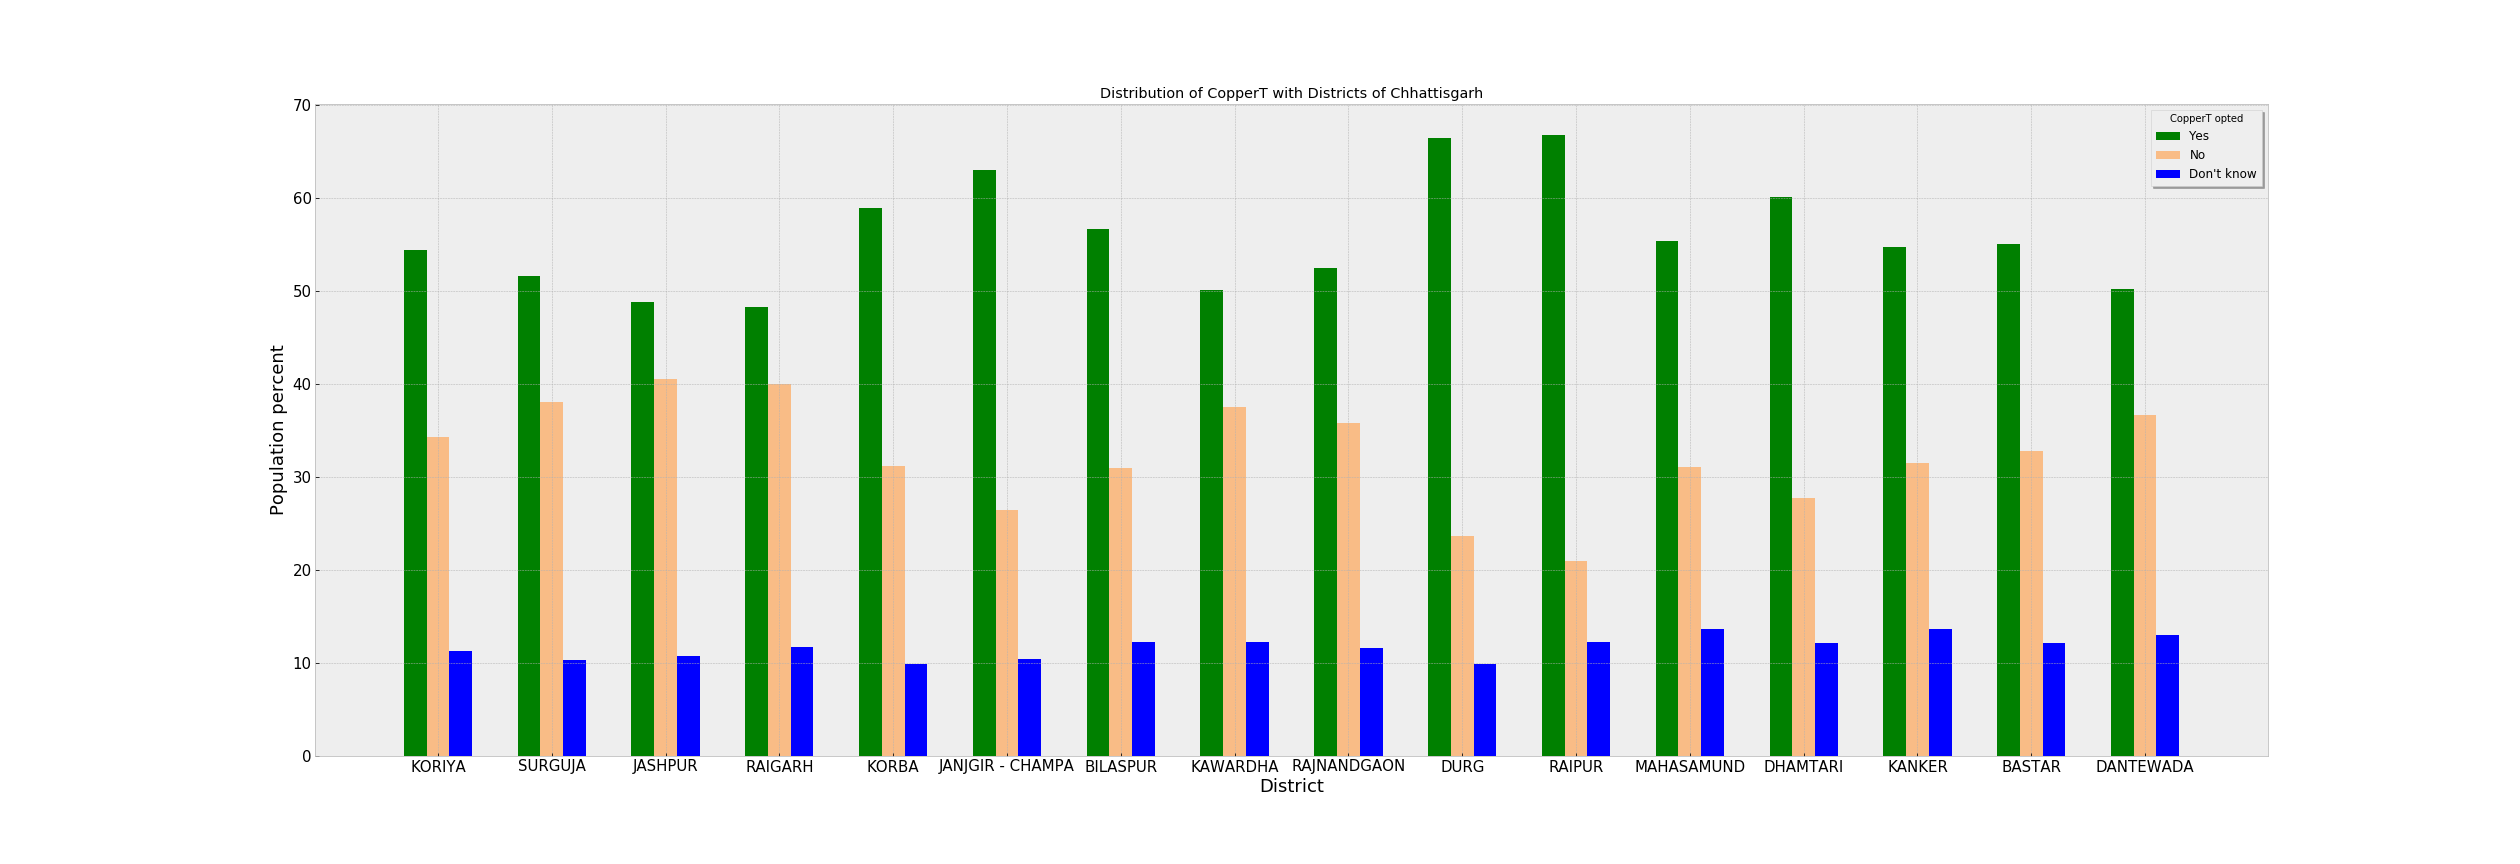 Distribution of CopperT with Districts of Chhattisgarh
CopperT opted
Yes
No
Don't know
Population percent
70
60
50
40
30
20
10
0
KORIYA SURGUJA JASHPUR RAIGARH KORBA JANJGIR - CHAMPA BILASPUR KAWARDHA RAJNANDGAON DURG RAIPUR MAHASAMUND DHAMTARI KANKER BASTAR DANTEWADA
District